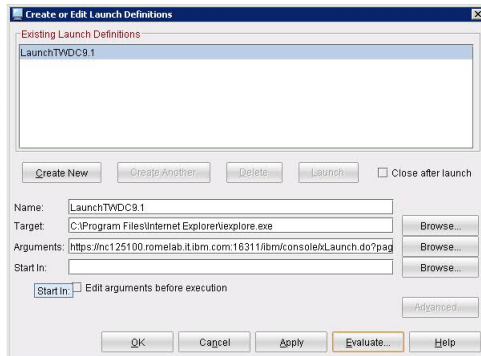 Create or Edit Launch Definitions
Existing Launch Definitions
LaunchTWDC9.1
Create New Create Another Delete Launch Close after launch
Name: LaunchTWDC9.1
Target: C:\Program Files\Internet Explorer\iexplore.exe Browse...
Arguments: https://nc125100.romelab.it.ibm.com:16311/ibm/console/xLaunch.do?pag Browse...
Start In: Browse...
Start In: Edit arguments before execution
Advanced...
OK Cancel Apply Evaluate... Help